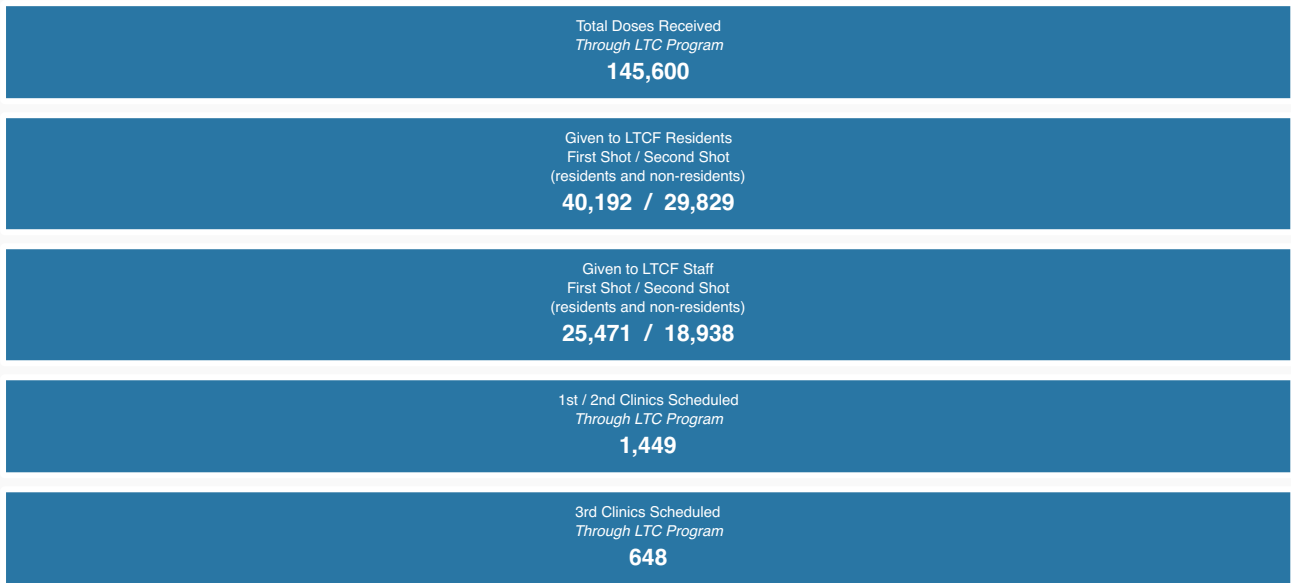 Total Doses Received
Through LTC Program
145,600
Given to LTCF Residents
First Shot / Second Shot
(residents and non-residents)
40,192 / 29,829
Given to LTCF Staff
First Shot / Second Shot
(residents and non-residents)
25,471 / 18,938
1st / 2nd Clinics Scheduled
Through LTC Program
1,449
3rd Clinics Scheduled
Through LTC Program
648